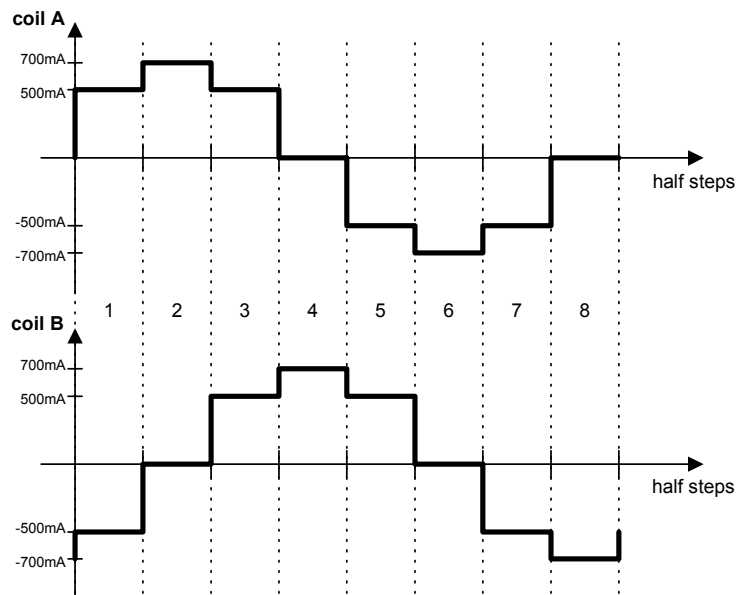 coil A
700mA
500mA
half steps
-500mA
-700mA
1 2 3 4 5 6 7 8
coil B
700mA
500mA
half steps
-500mA
-700mA